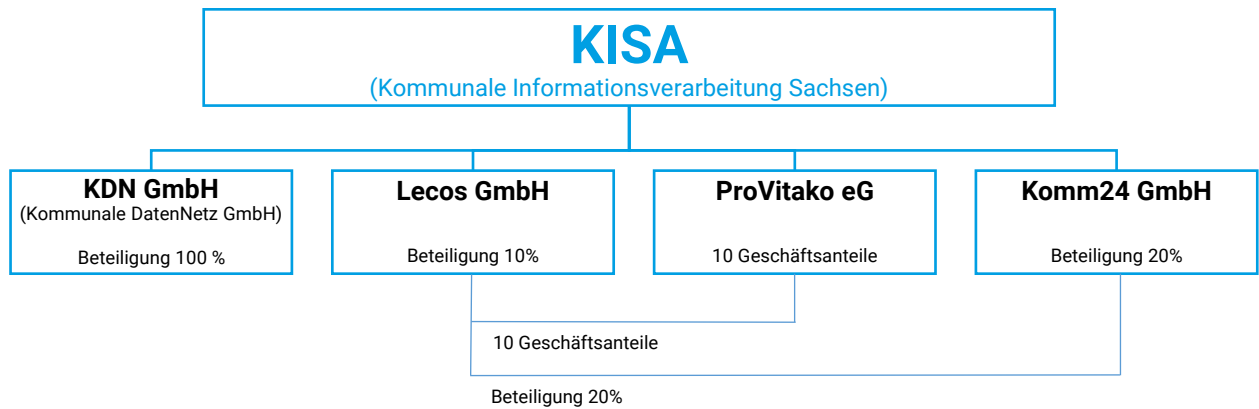 KISA
(Kommunale Informationsverarbeitung Sachsen)
KDN GmbH
(Kommunale DatenNetz GmbH)
Beteiligung 100 %
Lecos GmbH
Beteiligung 10%
ProVitako eG
10 Geschäftsanteile
Komm24 GmbH
Beteiligung 20%
10 Geschäftsanteile
Beteiligung 20%